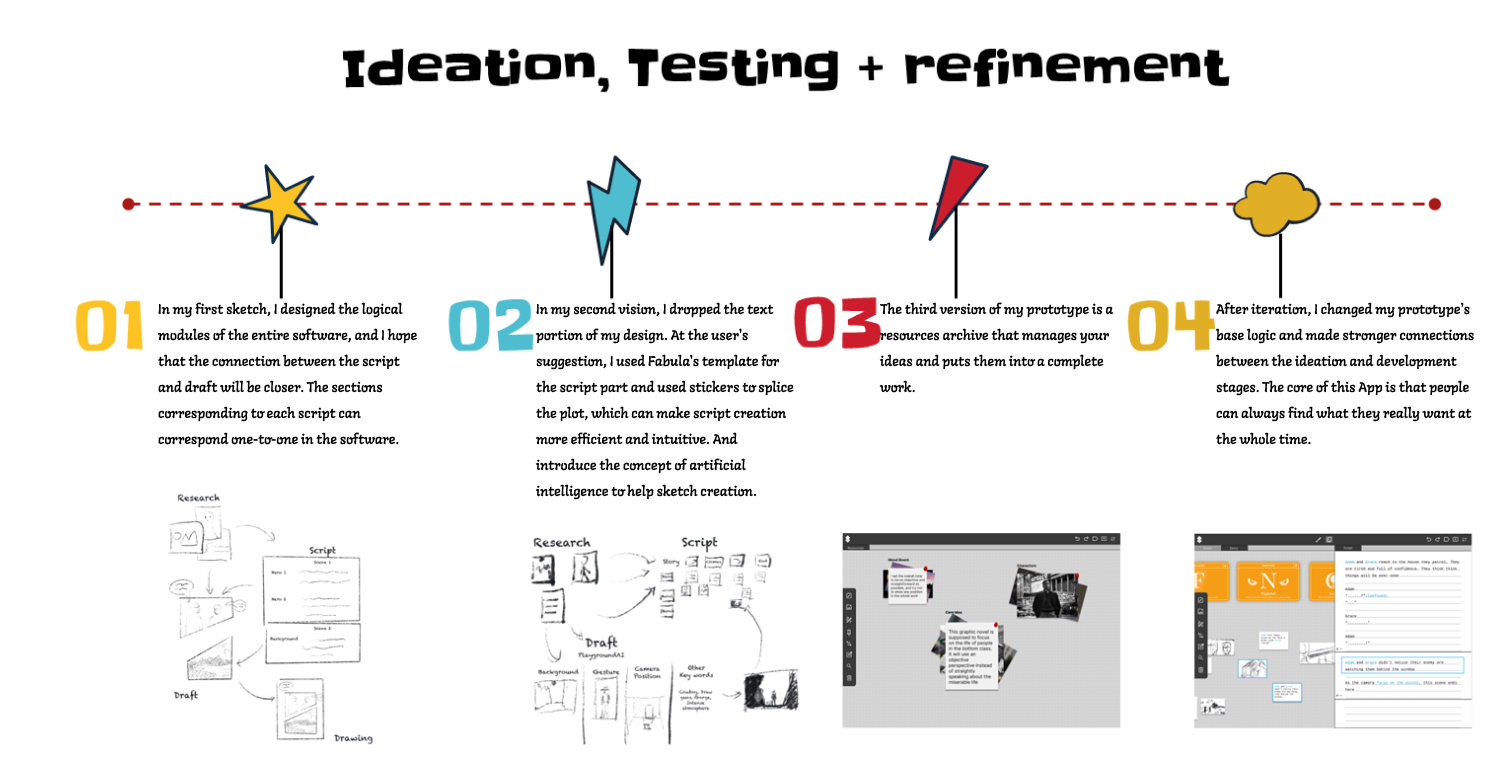 Ideation, Testing + refinement
01
In my first sketch, I designed the logical
modules of the entire software, and I hope
that the connection between the script
and draft will be closer. The sections
corresponding to each script can
correspond one-to-one in the software.
02
In my second vision, I dropped the text
portion of my design. At the user's
suggestion, I used Fabula's template for
the script part and used stickers to splice
the plot, which can make script creation
more efficient and intuitive. And
introduce the concept of artificial
intelligence to help sketch creation.
03
The third version of my prototype is a
resources archive that manages your
ideas and puts them into a complete
work.
04
After iteration, I changed my prototype's
base logic and made stronger connections
between the ideation and development
stages. The core of this App is that people
can always find what they really want at
the whole time.
Research
Script
Scene 1
Scene 2
Background
Draft
Drawing
Research
Script
Story
Draft
PlaygroundAI
Background
Gesture
Camera
Position
Other
Key words
Cowboy, Draw
guns, Revenge,
Intense
atmosphere
Mood Board
Characters
This graphic novel is
supposed to focus
on the life of people
in the bottom class.
It will use an
objective
perspective instead
of straightly
speaking about the
miserable life
F
N